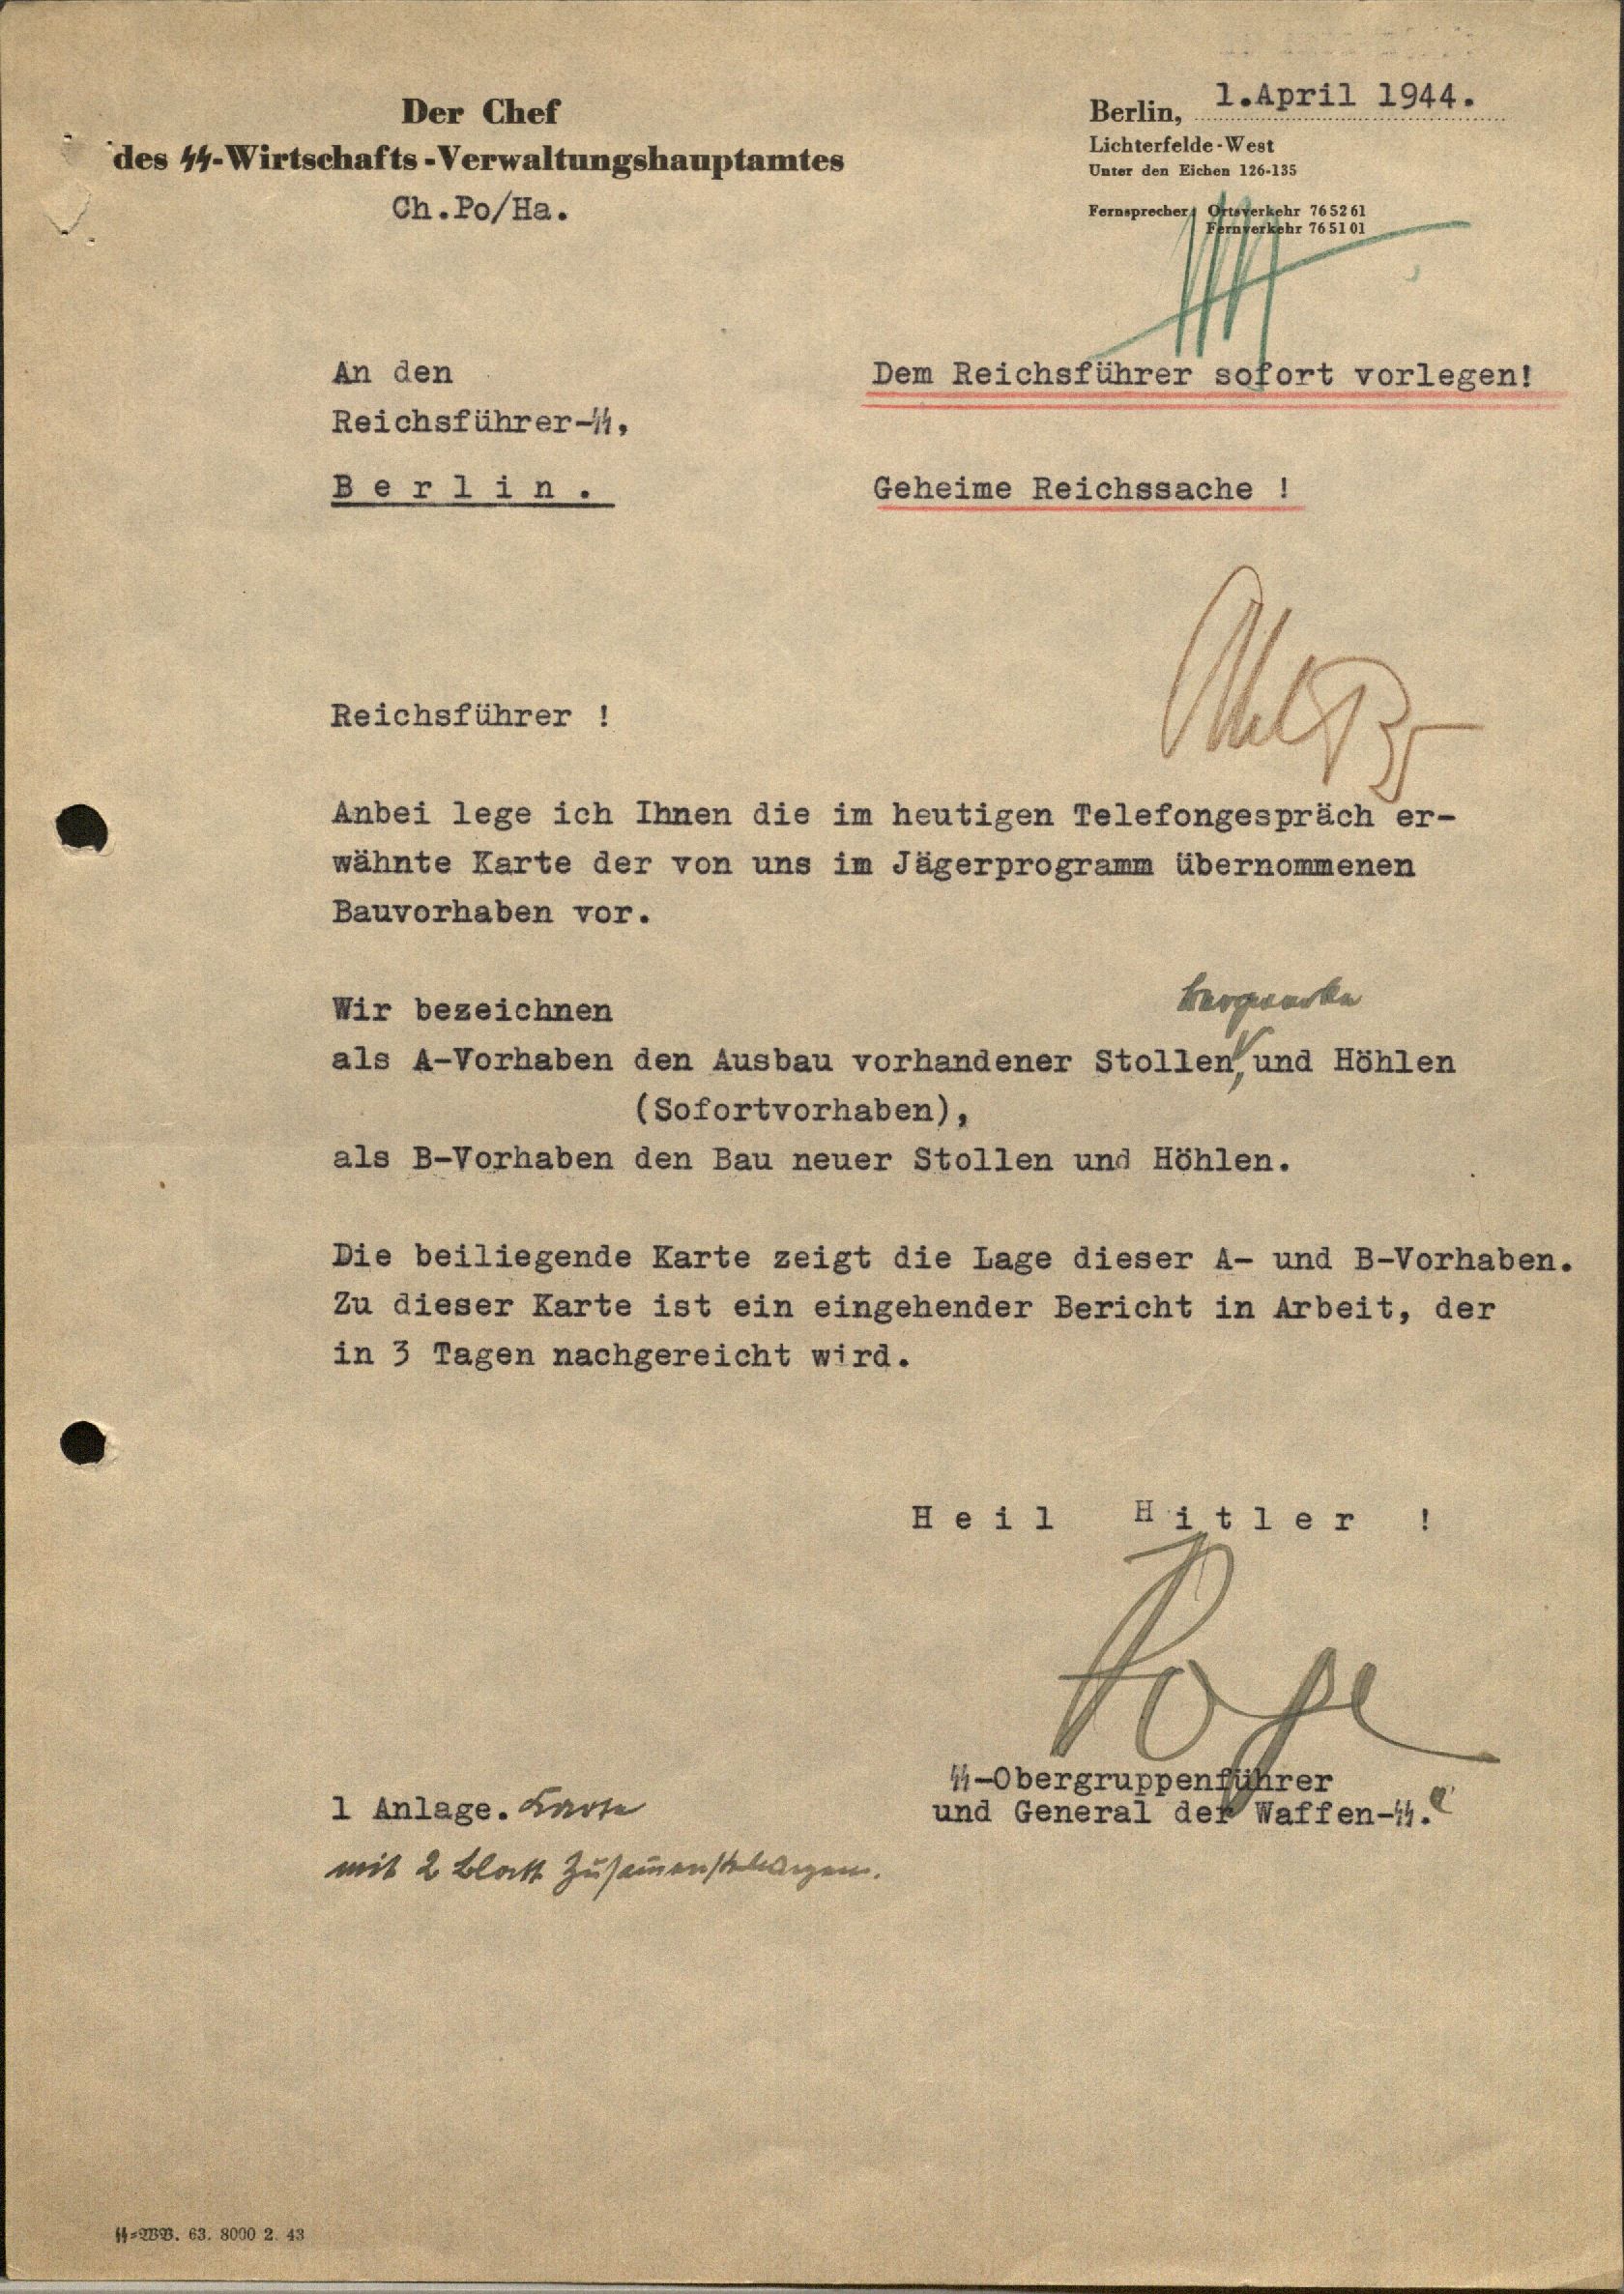 Der Chef
des SS-Wirtschafts-Verwaltungshauptamtes
Ch.Po/Ha.
Berlin, 1.April 1944.
Lichterfelde-West
Unter den Eichen 126-135
Fernsprecher: Ortsverkehr 76 52 61
Fernverkehr 76 51 01
An den
Reichsführer-SS,
Berlin.
Dem Reichsführer sofort vorlegen!
Geheime Reichssache !
Reichsführer !
Anbei lege ich Ihnen die im heutigen Telefongespräch er-
wähnte Karte der von uns im Jägerprogramm übernommenen
Bauvorhaben vor.
Wir bezeichnen
Bergwerke
als A-Vorhaben den Ausbau vorhandener Stollen, und Höhlen
(Sofortvorhaben),
als B-Vorhaben den Bau neuer Stollen und Höhlen.
Die beiliegende Karte zeigt die Lage dieser A- und B-Vorhaben.
Zu dieser Karte ist ein eingehender Bericht in Arbeit, der
in 3 Tagen nachgereicht wird.
Heil Hitler !
Pohl
SS-Obergruppenführer
und General der Waffen-SS.
1 Anlage. Karte
mit 2 Blatt Zusammenstellungen.
SS-WVB. 63. 8000 2. 43